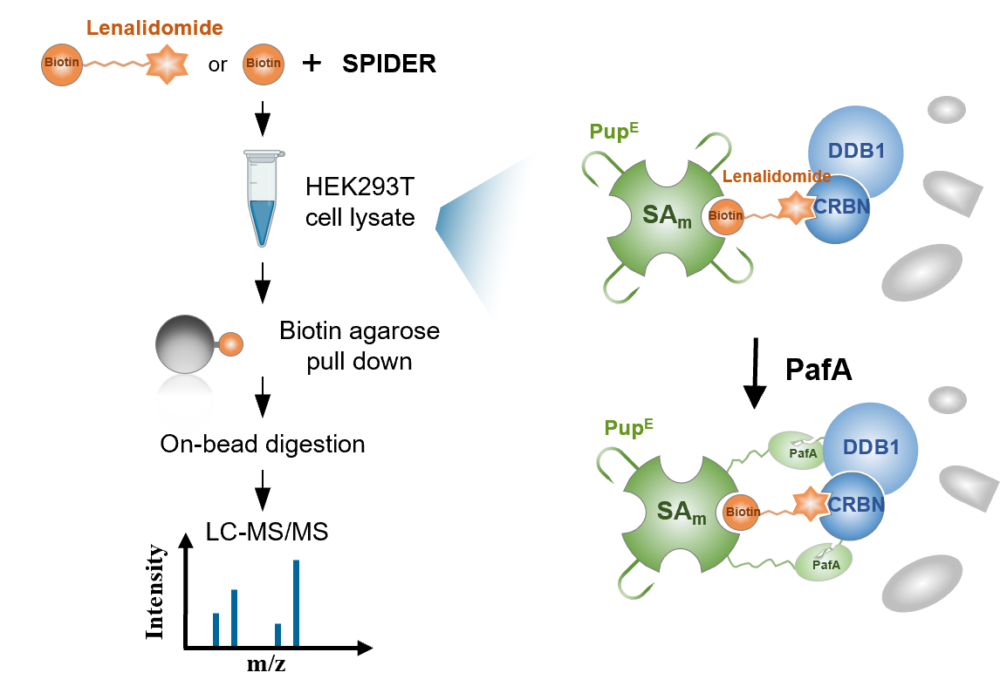 Lenalidomide
Biotin
or
Biotin
+
SPIDER
HEK293T
cell lysate
Biotin agarose
pull down
On-bead digestion
LC-MS/MS
Intensity
m/z
Pupᴱ
DDB1
Lenalidomide
SAₘ
Biotin
CRBN
PafA
Pupᴱ
PafA
DDB1
SAₘ
Biotin
CRBN
PafA